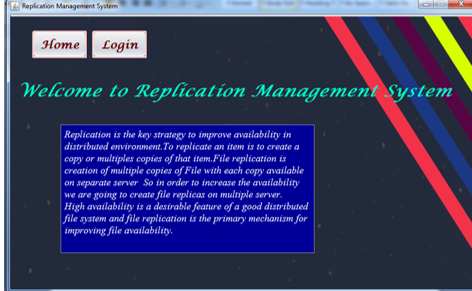 Replication Management System
Home
Login
Welcome to Replication Management System
Replication is the key strategy to improve availability in
distributed environment.To replicate an item is to create a
copy or multiples copies of that item.File replication is
creation of multiple copies of File with each copy available
on separate server So in order to increase the availability
we are going to create file replicas on multiple server.
High availability is a desirable feature of a good distributed
file system and file replication is the primary mechanism for
improving file availability.